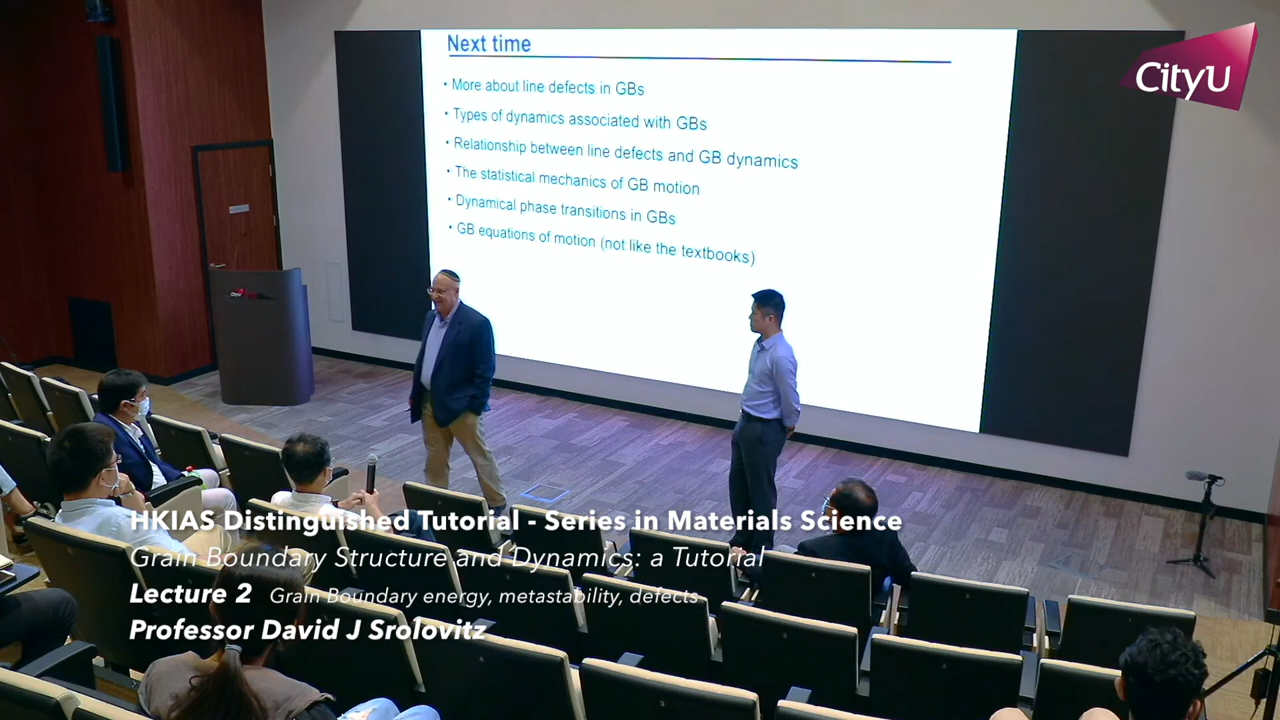 Next time
• More about line defects in GBs
• Types of dynamics associated with GBs
• Relationship between line defects and GB dynamics
• The statistical mechanics of GB motion
• Dynamical phase transitions in GBs
• GB equations of motion (not like the textbooks)
CityU
CityU
HKIAS Distinguished Tutorial - Series in Materials Science
Grain Boundary Structure and Dynamics: a Tutorial
Lecture 2 Grain Boundary energy, metastability, defects
Professor David J Srolovitz